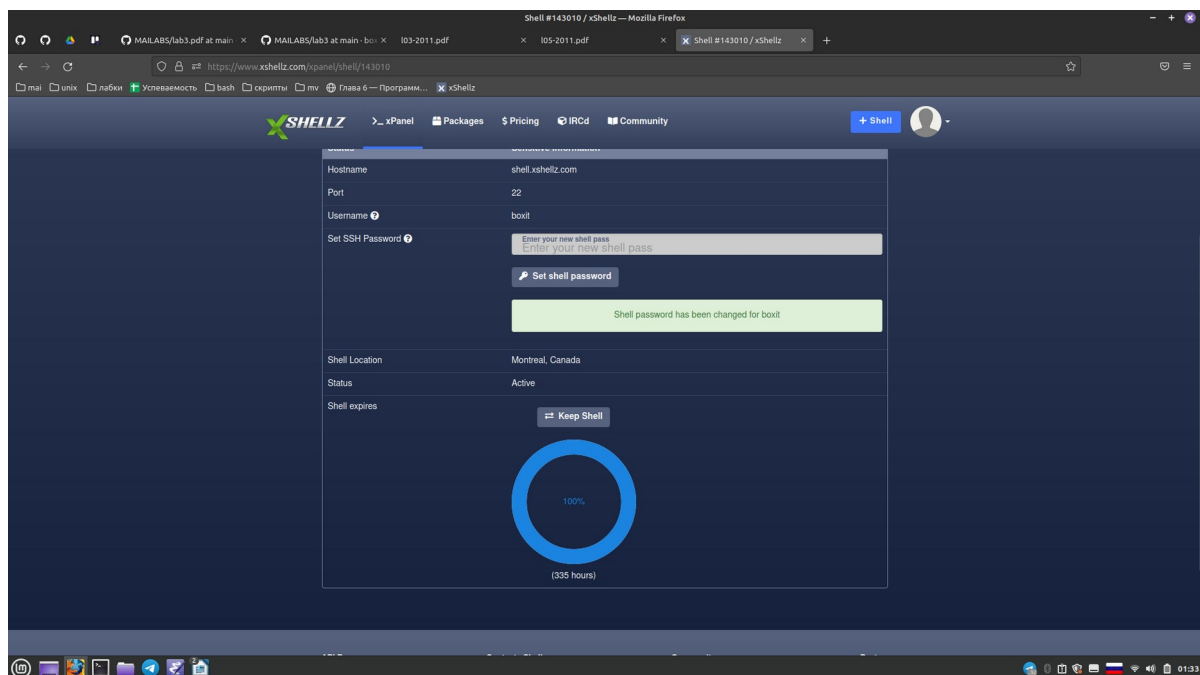 Shell #143010 / xShellz — Mozilla Firefox
MAILABS/lab3.pdf at main
MAILABS/lab3 at main · bo
l03-2011.pdf
l05-2011.pdf
Shell #143010 / xShellz
https://www.xshellz.com/xpanel/shell/143010
mai
unix
лабки
Успеваемость
bash
скрипты
mv
Глава 6 — Программ...
xShellz
XSHELLZ
>_ xPanel
Packages
$ Pricing
IRCd
Community
+ Shell
Status
Sensitive Information
Hostname
shell.xshellz.com
Port
22
Username
boxit
Set SSH Password
Enter your new shell pass
Enter your new shell pass
Set shell password
Shell password has been changed for boxit
Shell Location
Montreal, Canada
Status
Active
Shell expires
Keep Shell
100%
(335 hours)
01:33